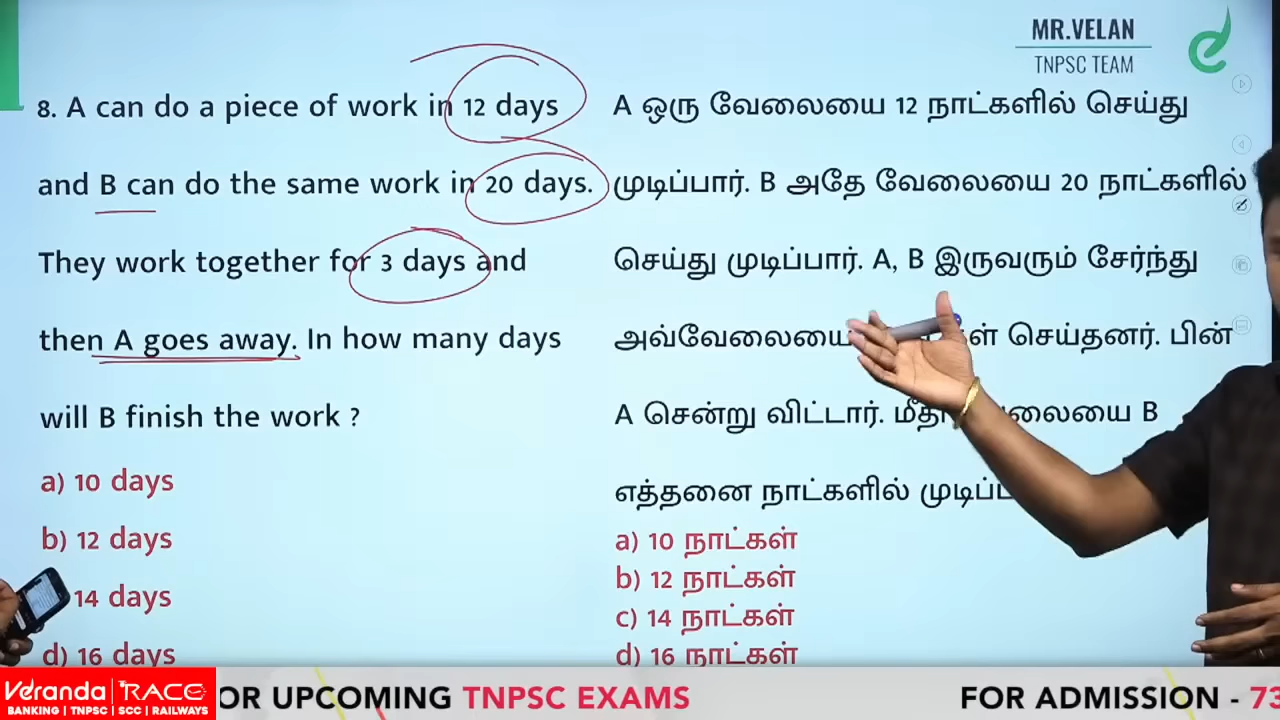 MR.VELAN
TNPSC TEAM
8. A can do a piece of work in 12 days
and B can do the same work in 20 days.
They work together for 3 days and
then A goes away. In how many days
will B finish the work ?
a) 10 days
b) 12 days
14 days
d) 16 days
A ஒரு வேலையை 12 நாட்களில் செய்து
முடிப்பார். B அதே வேலையை 20 நாட்களில்
செய்து முடிப்பார். A, B இருவரும் சேர்ந்து
அவ்வேலையை செய்தனர். பின்
A சென்று விட்டார். B
எத்தனை நாட்களில்
a) 10 நாட்கள்
b) 12 நாட்கள்
c) 14 நாட்கள்
d) 16 நாட்கள்
Veranda RACE
BANKING | TNPSC | SCC | RAILWAYS
OR UPCOMING TNPSC EXAMS
FOR ADMISSION - 73